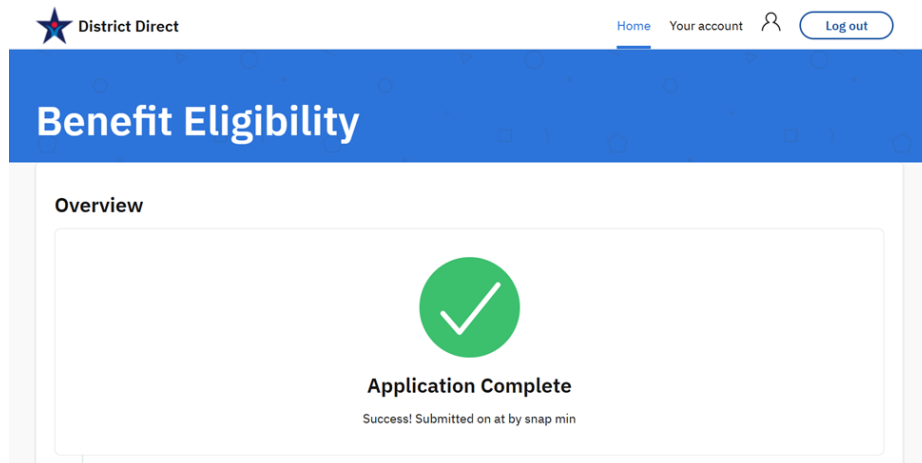 District Direct
Home Your account Log out
Benefit Eligibility
Overview
Application Complete
Success! Submitted on at by snap min